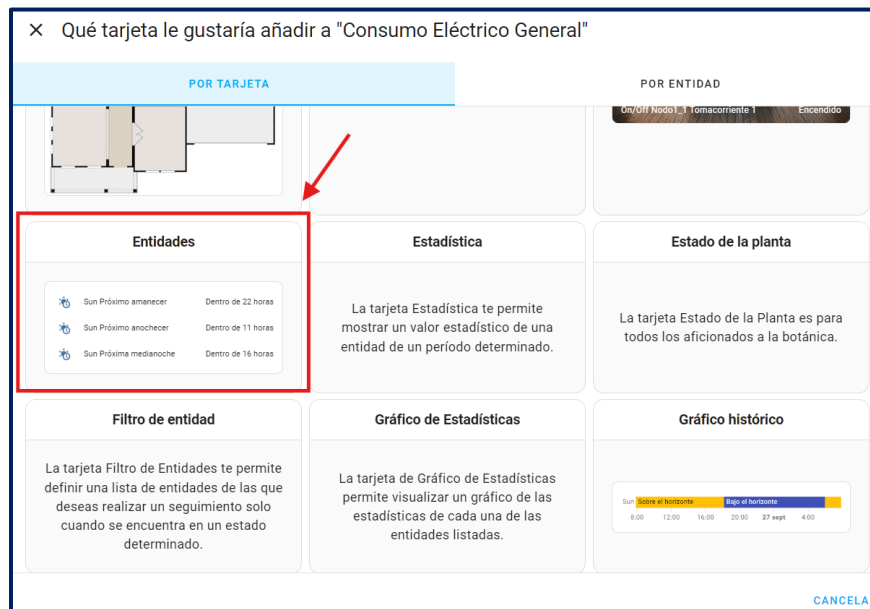 Qué tarjeta le gustaría añadir a "Consumo Eléctrico General"
POR TARJETA
POR ENTIDAD
On/Off Nodo1_1 Tomacorriente 1 Encendido
Entidades
Sun Próximo amanecer Dentro de 22 horas
Sun Próximo anochecer Dentro de 11 horas
Sun Próxima medianoche Dentro de 16 horas
Estadística
La tarjeta Estadística te permite
mostrar un valor estadístico de una
entidad de un período determinado.
Estado de la planta
La tarjeta Estado de la Planta es para
todos los aficionados a la botánica.
Filtro de entidad
La tarjeta Filtro de Entidades te permite
definir una lista de entidades de las que
deseas realizar un seguimiento solo
cuando se encuentra en un estado
determinado.
Gráfico de Estadísticas
La tarjeta de Gráfico de Estadísticas
permite visualizar un gráfico de las
estadísticas de cada una de las
entidades listadas.
Gráfico histórico
Sun Sobre el horizonte Bajo el horizonte
8:00 12:00 16:00 20:00 27 sept 4:00
CANCELA